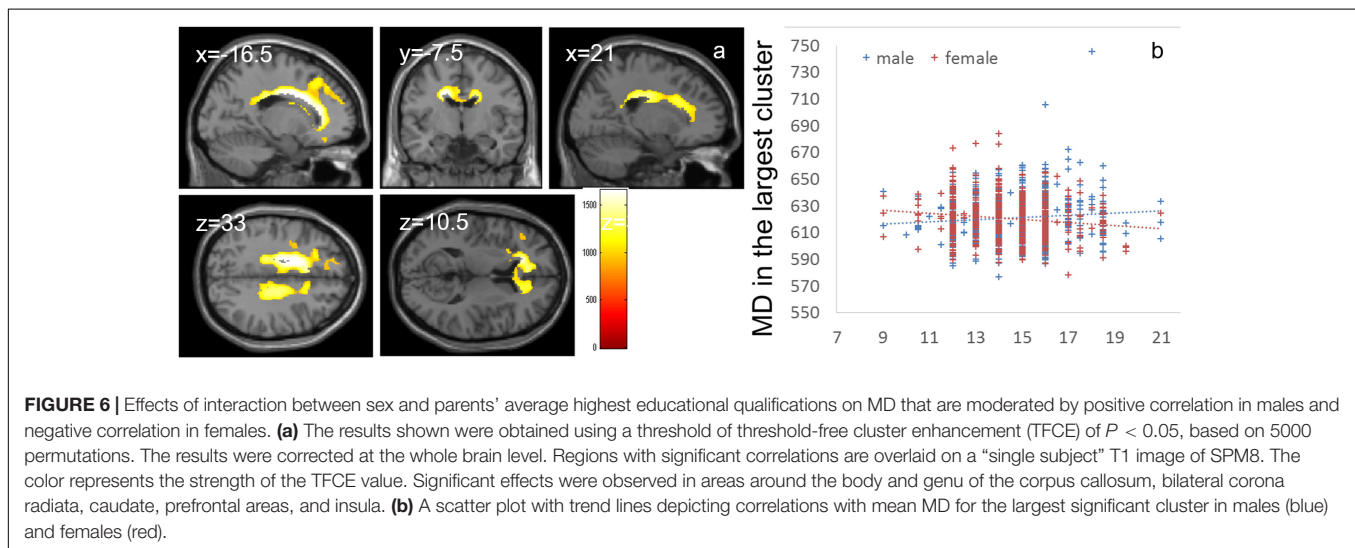 x=-16.5
y=-7.5
x=21
a
z=33
z=10.5
z=
1500
1000
500
0
b
male female
MD in the largest cluster
750
730
710
690
670
650
630
610
590
570
550
7 9 11 13 15 17 19 21
FIGURE 6 | Effects of interaction between sex and parents’ average highest educational qualifications on MD that are moderated by positive correlation in males and
negative correlation in females. (a) The results shown were obtained using a threshold of threshold-free cluster enhancement (TFCE) of P < 0.05, based on 5000
permutations. The results were corrected at the whole brain level. Regions with significant correlations are overlaid on a “single subject” T1 image of SPM8. The
color represents the strength of the TFCE value. Significant effects were observed in areas around the body and genu of the corpus callosum, bilateral corona
radiata, caudate, prefrontal areas, and insula. (b) A scatter plot with trend lines depicting correlations with mean MD for the largest significant cluster in males (blue)
and females (red).